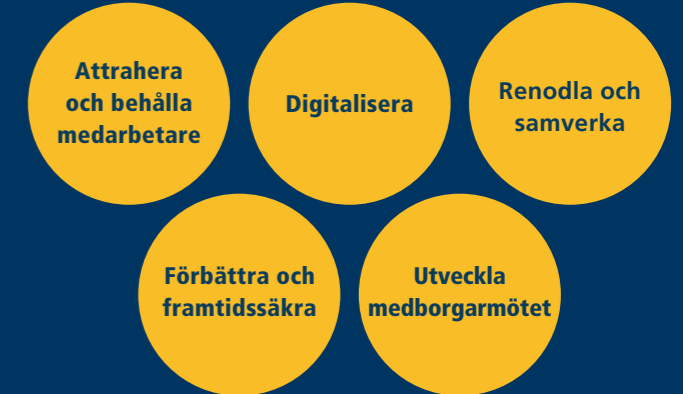 Attrahera
och behålla
medarbetare
Digitalisera
Renodla och
samverka
Förbättra och
framtidssäkra
Utveckla
medborgarmötet